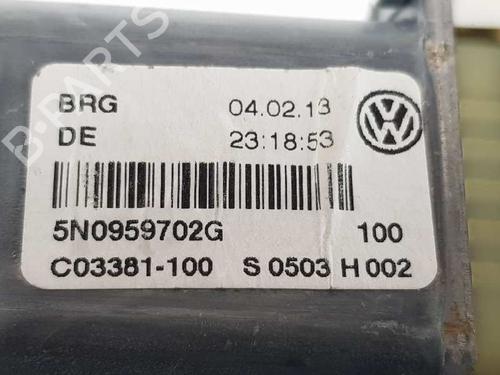 BRG 04.02.13
DE 23:18:53
5N0959702G 100
C03381-100 S 0503 H 002
B-PARTS